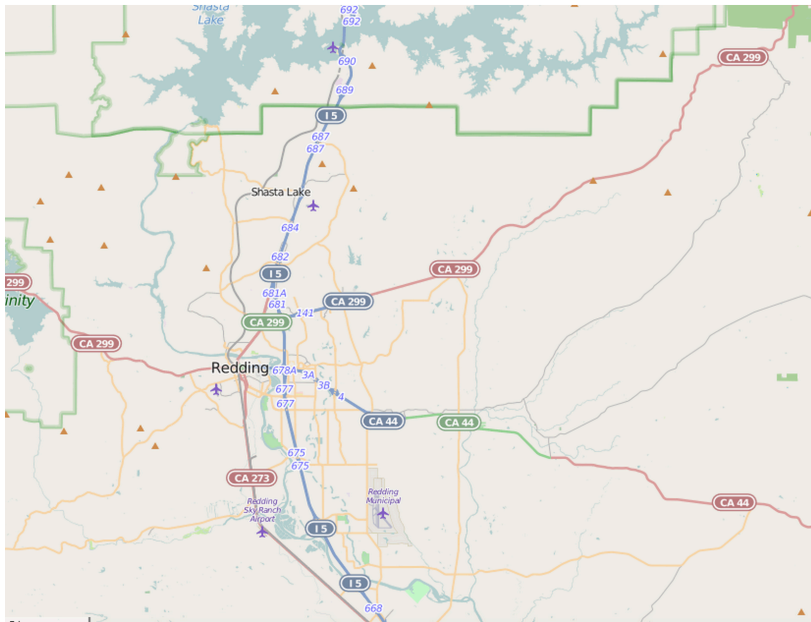 Shasta
Lake
692
692
690
CA 299
689
I 5
687
687
Shasta Lake
684
682
CA 299
I 5
299
681A
CA 299
681
141
CA 299
CA 299
Redding
678A
3A
3B
677
4
677
CA 44
CA 44
675
675
CA 273
Redding
Municipal
Redding
Sky Ranch
Airport
CA 44
I 5
I 5
668